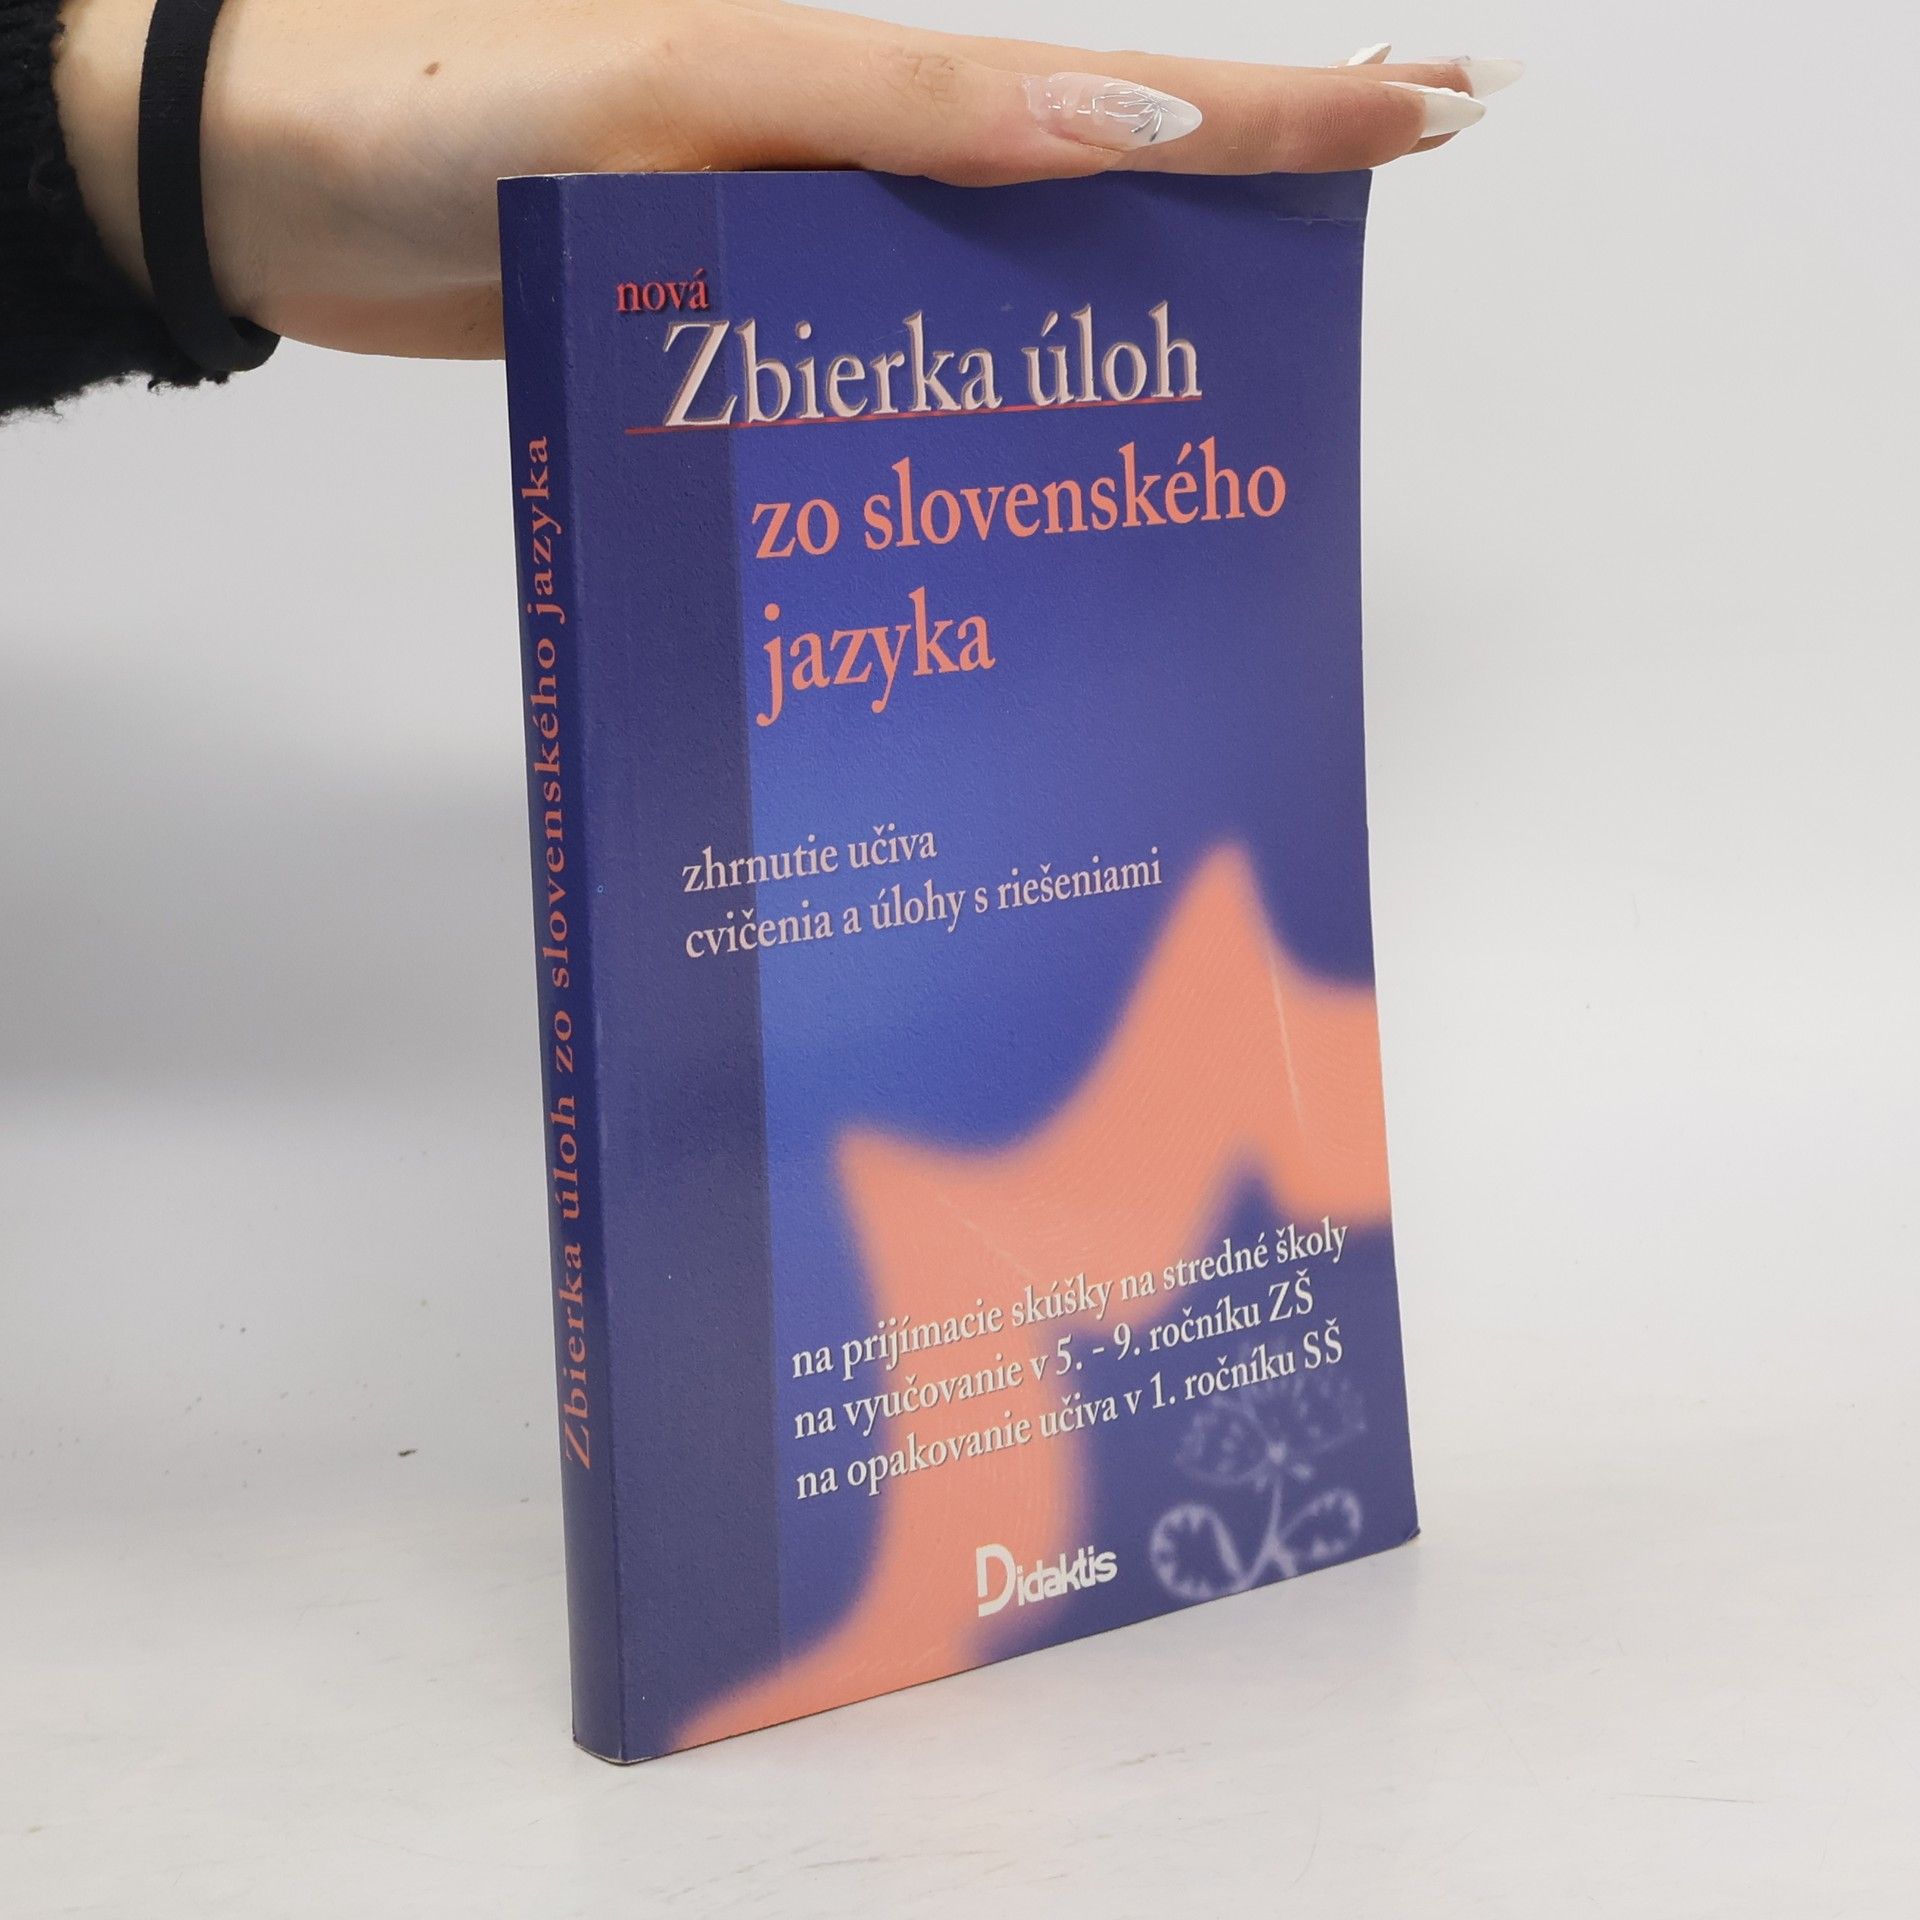 nová
Zbierka úloh
zo slovenského
jazyka
zhrnutie učiva
cvičenia a úlohy s riešeniami
na prijímacie skúšky na stredné školy
na vyučovanie v 5. - 9. ročníku ZŠ
na opakovanie učiva v 1. ročníku SŠ
Didaktis
Zbierka úloh zo slovenského jazyka